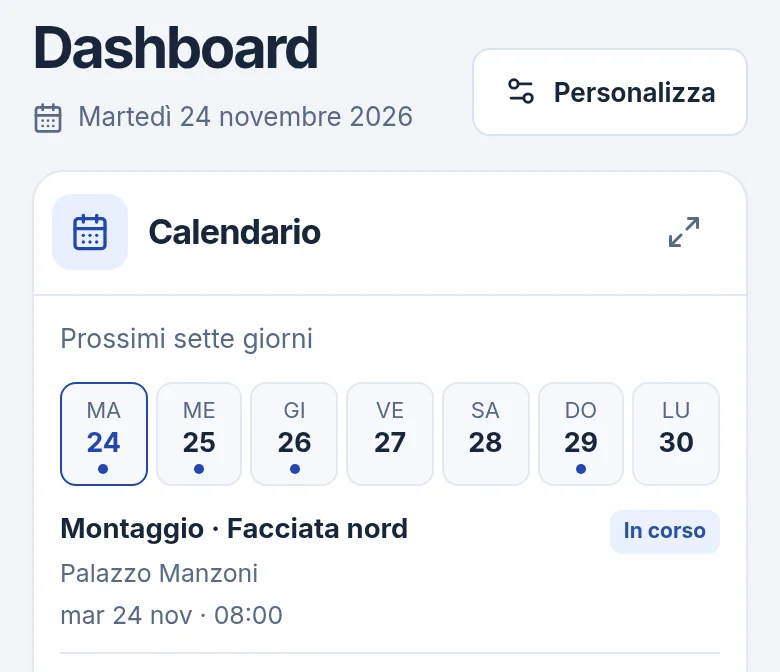 Dashboard
Martedì 24 novembre 2026
Personalizza
Calendario
Prossimi sette giorni
MA ME GI VE SA DO LU
24 25 26 27 28 29 30
Montaggio · Facciata nord
In corso
Palazzo Manzoni
mar 24 nov · 08:00